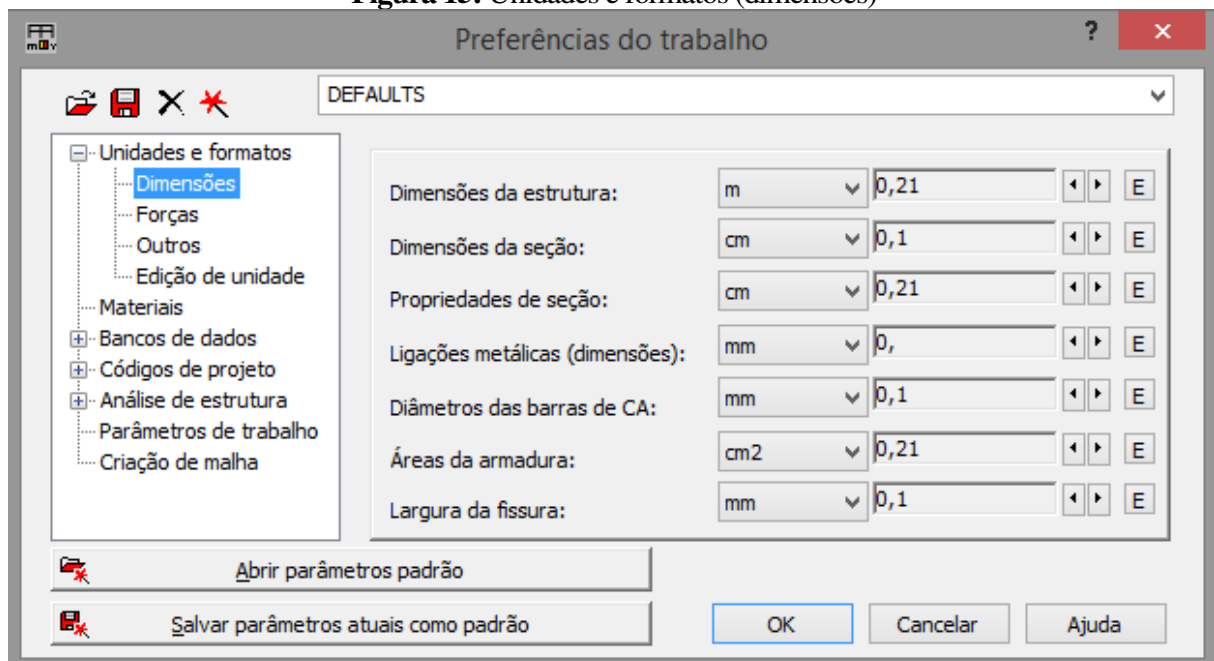 Figura 15: Unidades e formatos (dimensões)
Preferências do trabalho ? ×
DEFAULTS
Unidades e formatos
Dimensões
Forças
Outros
Edição de unidade
Materiais
Bancos de dados
Códigos de projeto
Análise de estrutura
Parâmetros de trabalho
Criação de malha
Dimensões da estrutura: m 0,21 E
Dimensões da seção: cm 0,1 E
Propriedades de seção: cm 0,21 E
Ligações metálicas (dimensões): mm 0, E
Diâmetros das barras de CA: mm 0,1 E
Áreas da armadura: cm2 0,21 E
Largura da fissura: mm 0,1 E
Abrir parâmetros padrão
Salvar parâmetros atuais como padrão
OK Cancelar Ajuda